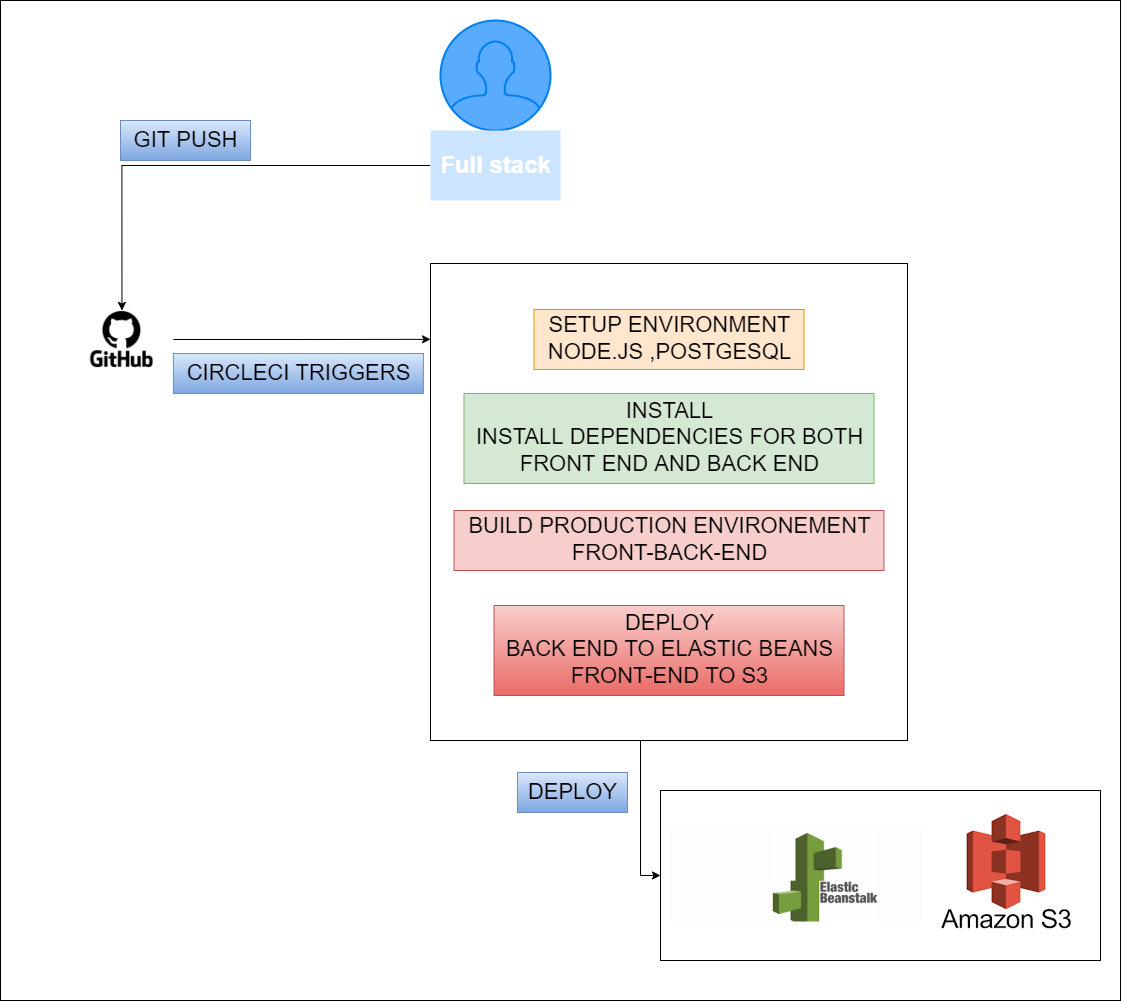 GIT PUSH
Full stack
GitHub
CIRCLECI TRIGGERS
SETUP ENVIRONMENT
NODE.JS ,POSTGESQL
INSTALL
INSTALL DEPENDENCIES FOR BOTH
FRONT END AND BACK END
BUILD PRODUCTION ENVIRONEMENT
FRONT-BACK-END
DEPLOY
BACK END TO ELASTIC BEANS
FRONT-END TO S3
DEPLOY
Elastic
Beanstalk
Amazon S3